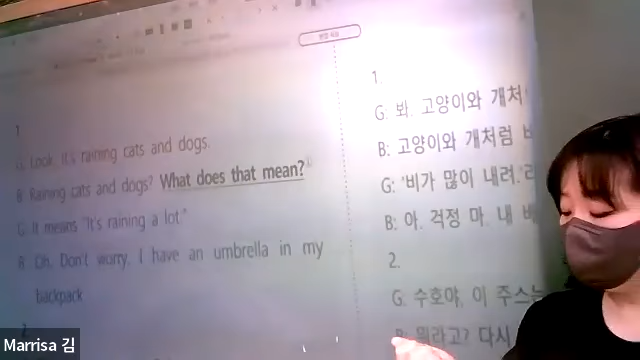 1
G: Look. It's raining cats and dogs.
B: Raining cats and dogs? What does that mean?
G: It means "It's raining a lot."
B: Oh, Don't worry. I have an umbrella in my
backpack
2
1
G: 봐. 고양이와 개처
B: 고양이와 개처럼
G: '비가 많이 내려.'
B: 아. 걱정 마. 내
2.
G: 수호야, 이 주스는
B: 뭐라고? 다시
Marrisa 김